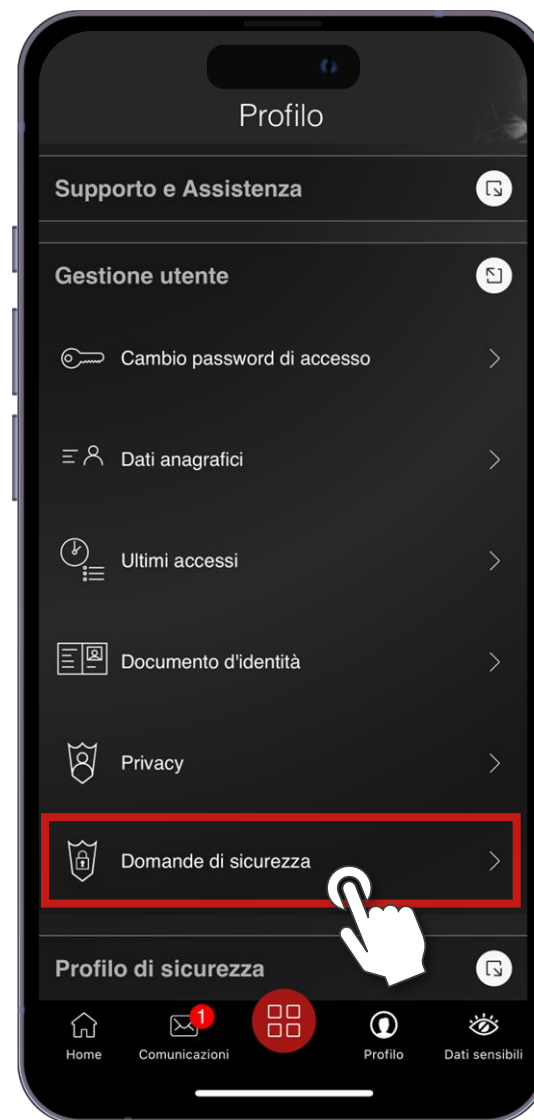 Profilo
Supporto e Assistenza
Gestione utente
Cambio password di accesso
Dati anagrafici
Ultimi accessi
Documento d'identità
Privacy
Domande di sicurezza
Profilo di sicurezza
1
Home Comunicazioni Profilo Dati sensibili